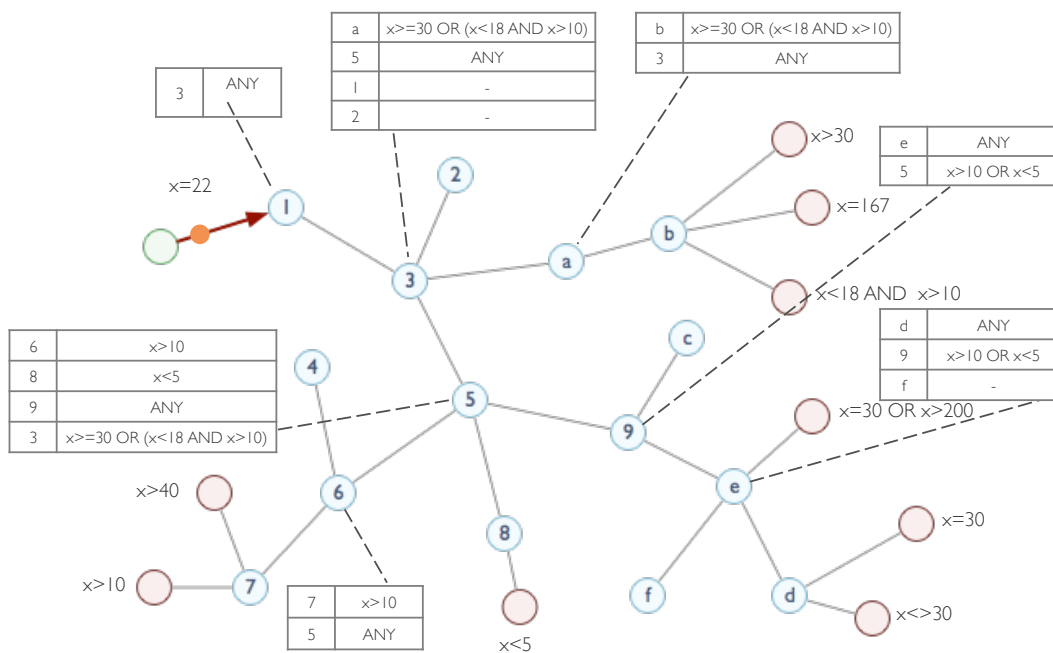 a x>=30 OR (x<18 AND x>10)
5 ANY
1 -
2 -
b x>=30 OR (x<18 AND x>10)
3 ANY
3 ANY
x>30
e ANY
5 x>10 OR x<5
x=22
2
1
x=167
b
a
3
x<18 AND x>10
d ANY
9 x>10 OR x<5
f -
6 x>10
8 x<5
9 ANY
3 x>=30 OR (x<18 AND x>10)
c
4
5
9
x=30 OR x>200
x>40
6
e
8
x=30
x>10
7
f
d
x<>30
7 x>10
5 ANY
x<5